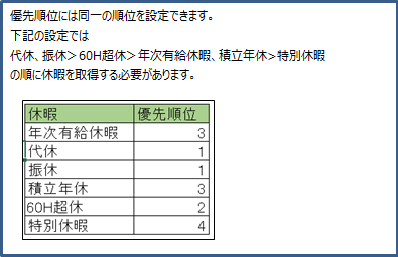 優先順位には同一の順位を設定できます。
下記の設定では
代休、振休＞60H超休＞年次有給休暇、積立年休>特別休暇
の順に休暇を取得する必要があります。
休暇 優先順位
年次有給休暇 3
代休 1
振休 1
積立年休 3
60H超休 2
特別休暇 4